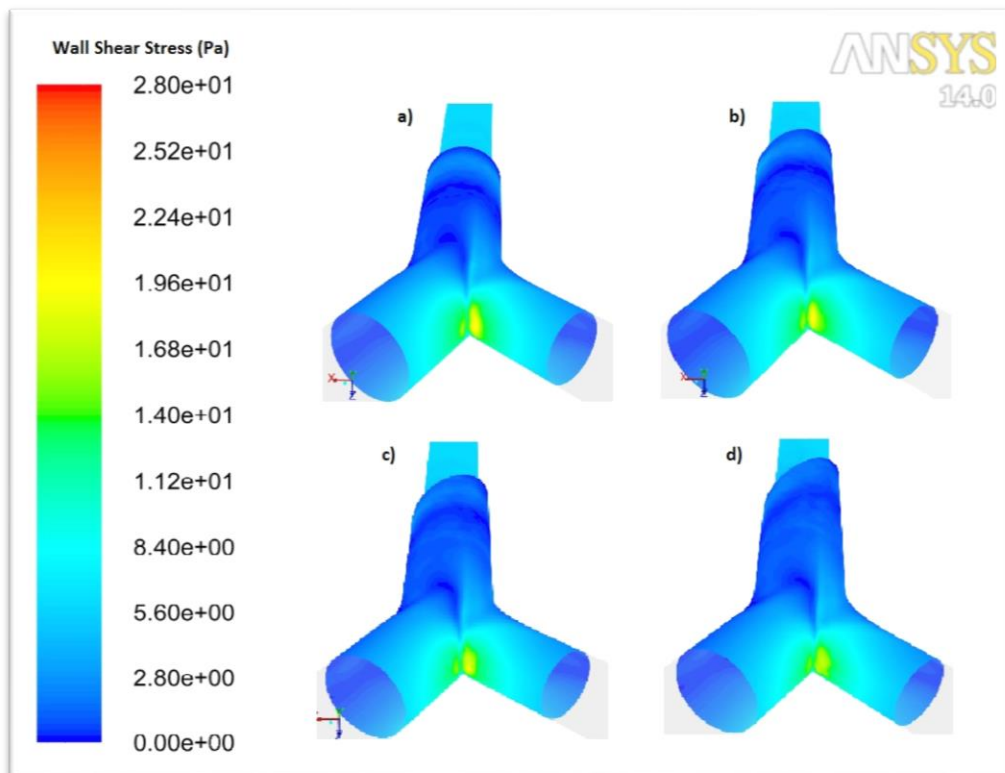 Wall Shear Stress (Pa)
ANSYS
14.0
2.80e+01
2.52e+01
2.24e+01
1.96e+01
1.68e+01
1.40e+01
1.12e+01
8.40e+00
5.60e+00
2.80e+00
0.00e+00
a)
b)
X
Z
X
Z
c)
d)